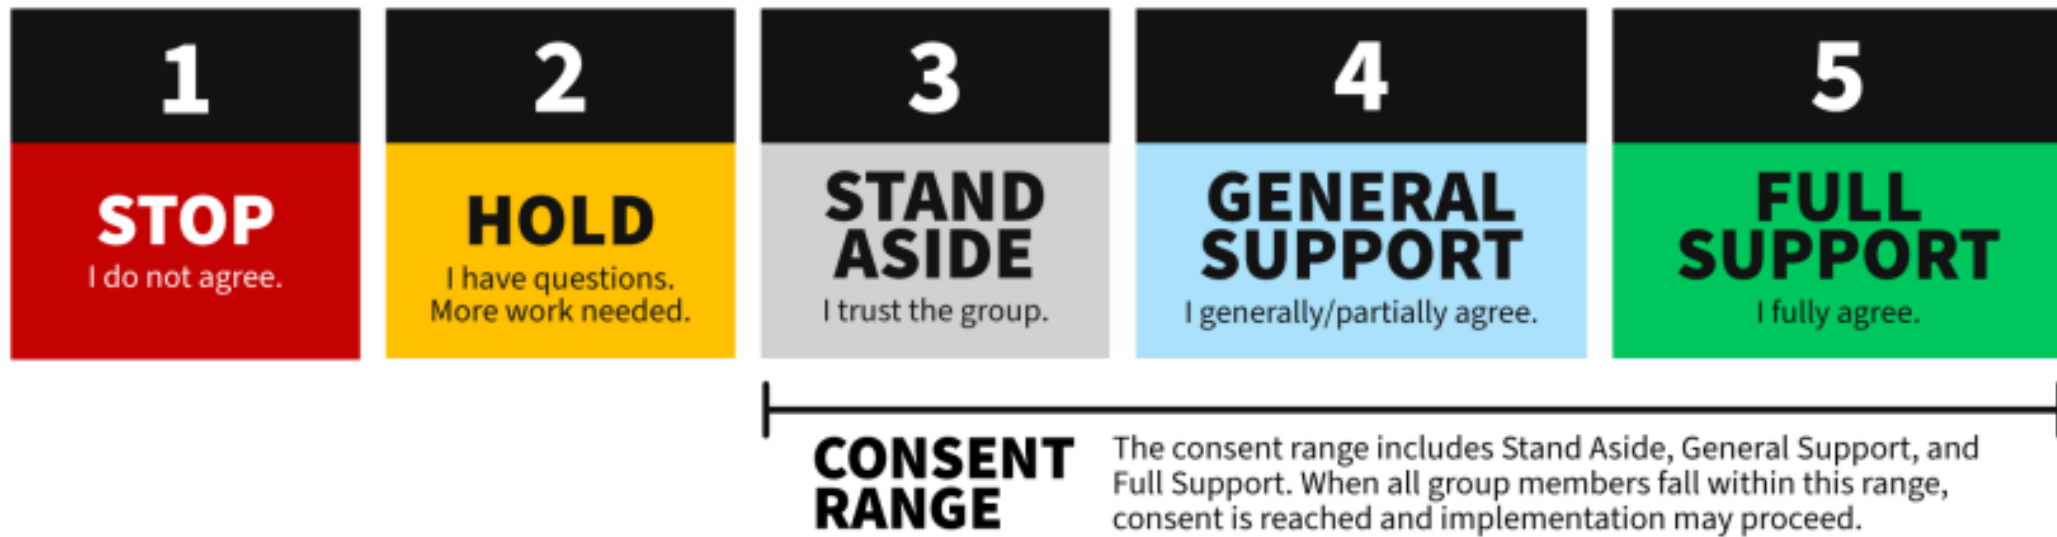 1
STOP
I do not agree.
2
HOLD
I have questions.
More work needed.
3
STAND
ASIDE
I trust the group.
4
GENERAL
SUPPORT
I generally/partially agree.
5
FULL
SUPPORT
I fully agree.
CONSENT
RANGE
The consent range includes Stand Aside, General Support, and
Full Support. When all group members fall within this range,
consent is reached and implementation may proceed.